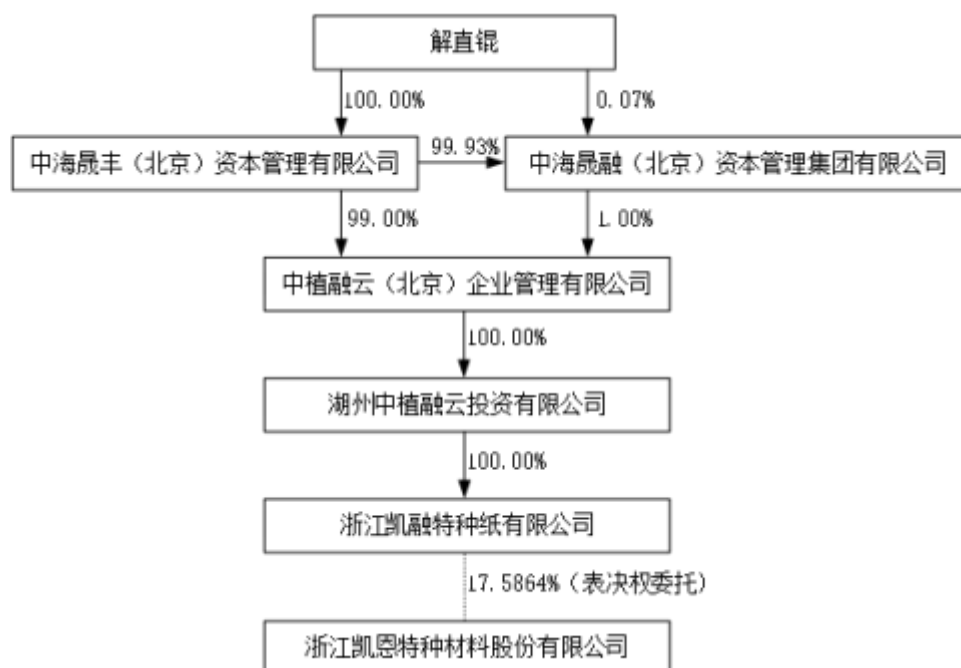 解直锟
100.00%
0.07%
中海晟丰（北京）资本管理有限公司
99.93%
中海晟融（北京）资本管理集团有限公司
99.00%
1.00%
中植融云（北京）企业管理有限公司
100.00%
湖州中植融云投资有限公司
100.00%
浙江凯融特种纸有限公司
17.5864%（表决权委托）
浙江凯恩特种材料股份有限公司